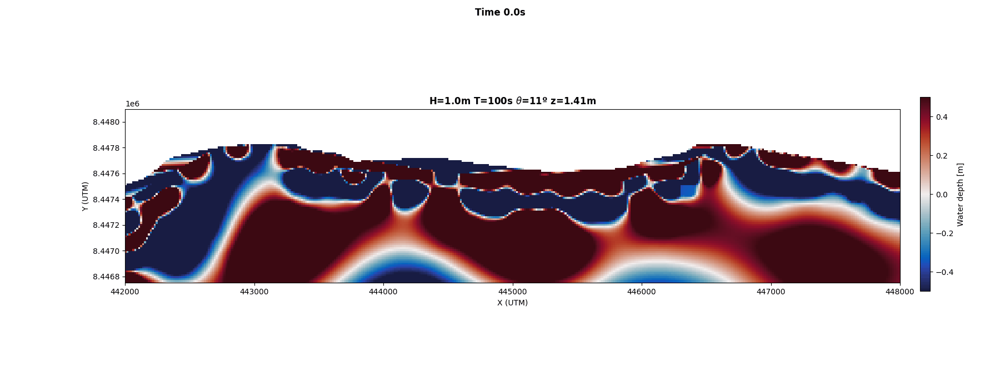 Time 0.0s
H=1.0m T=100s θ=11º z=1.41m
1e6
8.4480
8.4478
8.4476
8.4474
8.4472
8.4470
8.4468
Y (UTM)
442000 443000 444000 445000 446000 447000 448000
X (UTM)
0.4
0.2
0.0
−0.2
−0.4
Water depth [m]